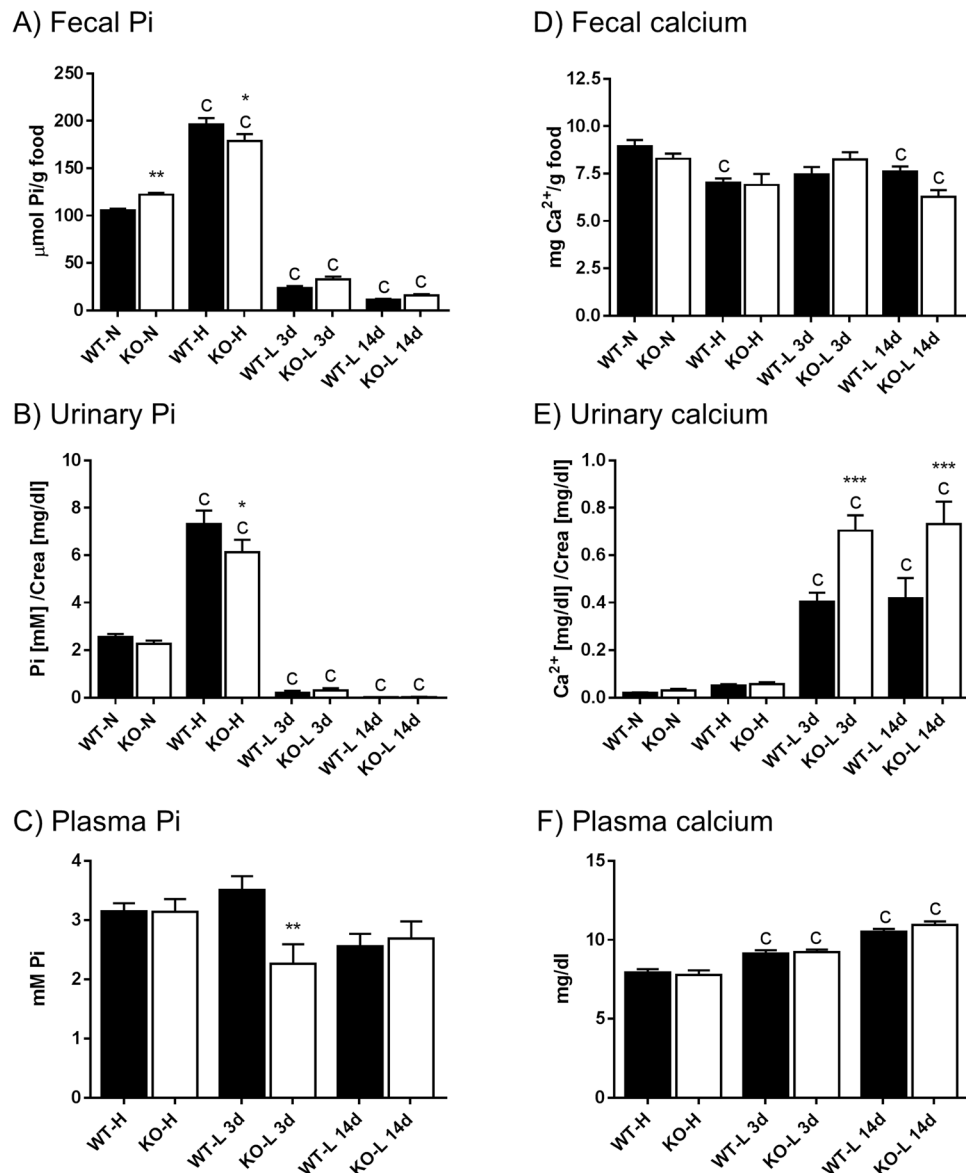 A) Fecal Pi
μmol Pi/g food
250
200
150
100
50
0
**
C
*
C
C
C
C
C
WT-N
KO-N
WT-H
KO-H
WT-L 3d
KO-L 3d
WT-L 14d
KO-L 14d
B) Urinary Pi
Pi [mM] /Crea [mg/dl]
10
8
6
4
2
0
C
*
C
C
C
C
C
WT-N
KO-N
WT-H
KO-H
WT-L 3d
KO-L 3d
WT-L 14d
KO-L 14d
C) Plasma Pi
mM Pi
4
3
2
1
0
**
WT-H
KO-H
WT-L 3d
KO-L 3d
WT-L 14d
KO-L 14d
D) Fecal calcium
mg Ca²⁺/g food
12.5
10.0
7.5
5.0
2.5
0.0
C
C
C
WT-N
KO-N
WT-H
KO-H
WT-L 3d
KO-L 3d
WT-L 14d
KO-L 14d
E) Urinary calcium
Ca²⁺ [mg/dl] /Crea [mg/dl]
1.0
0.8
0.6
0.4
0.2
0.0
C
***
C
C
***
C
WT-N
KO-N
WT-H
KO-H
WT-L 3d
KO-L 3d
WT-L 14d
KO-L 14d
F) Plasma calcium
mg/dl
15
10
5
0
C
C
C
C
WT-H
KO-H
WT-L 3d
KO-L 3d
WT-L 14d
KO-L 14d